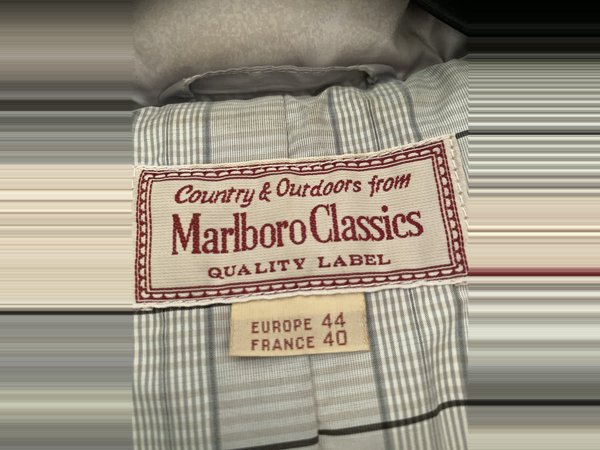 Country & Outdoors from
Marlboro Classics
QUALITY LABEL
EUROPE 44
FRANCE 40